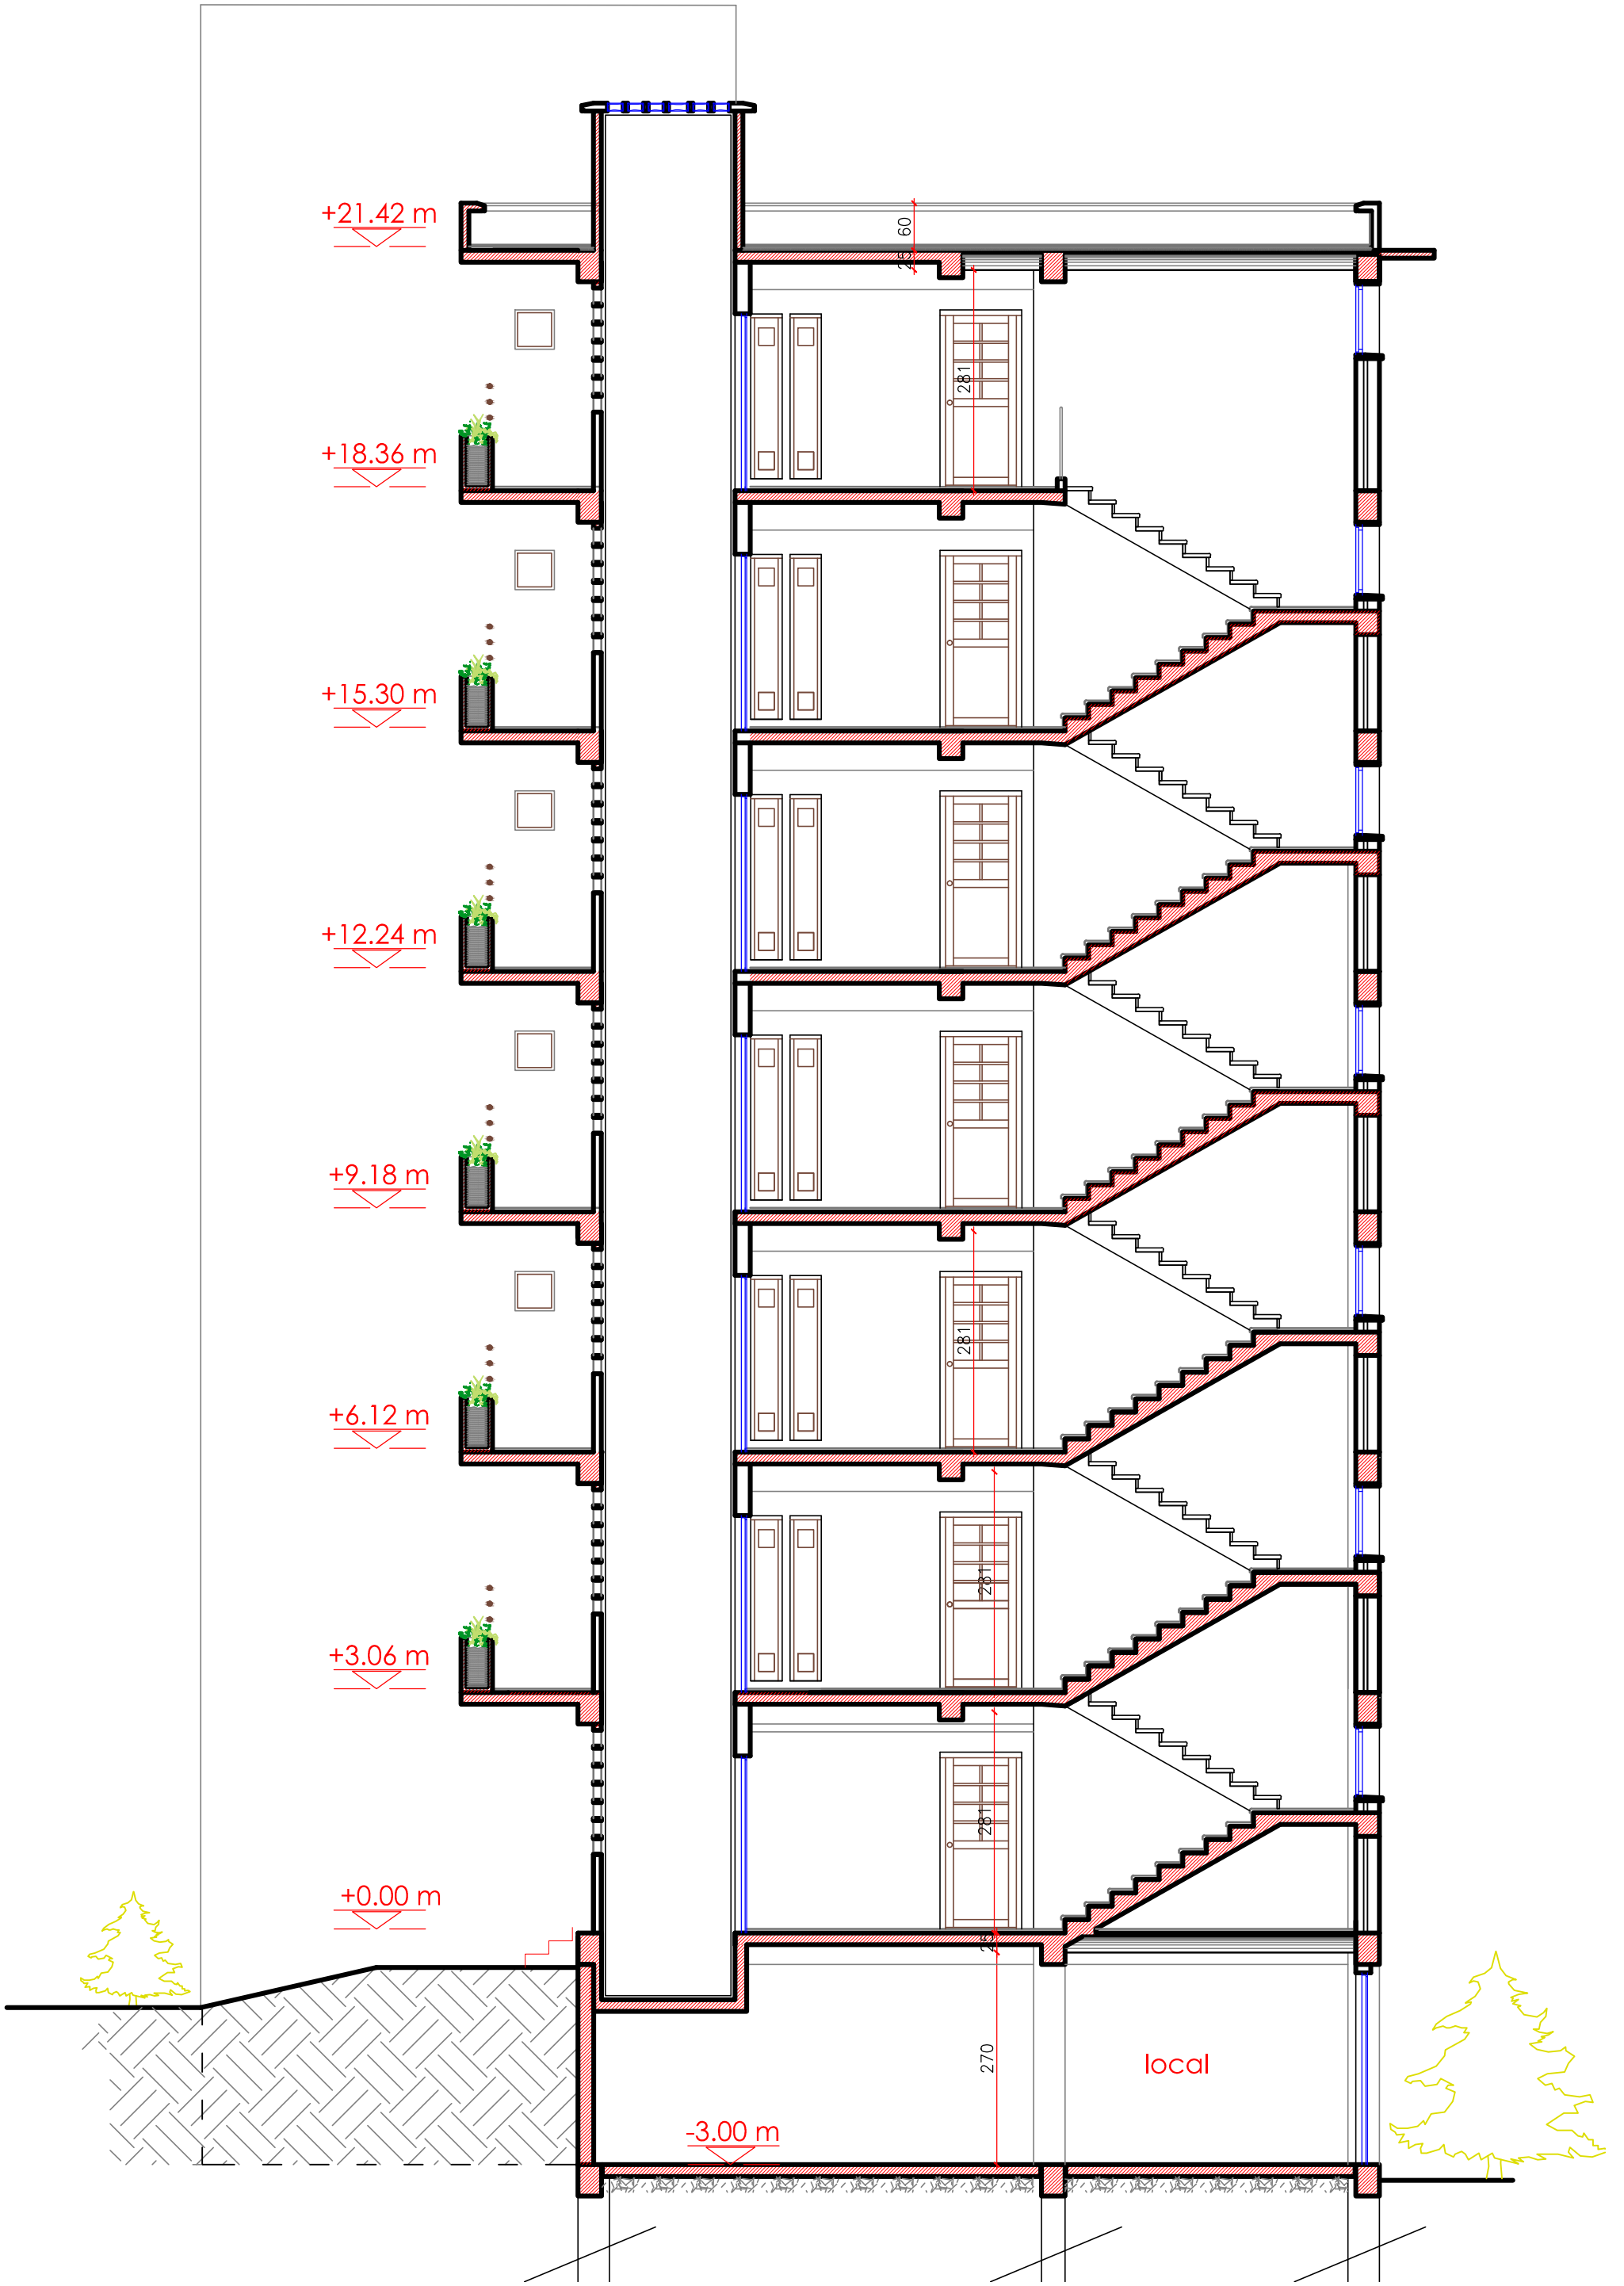 +21.42 m
60
25
281
+18.36 m
+15.30 m
+12.24 m
+9.18 m
281
+6.12 m
281
+3.06 m
281
+0.00 m
25
270
local
-3.00 m